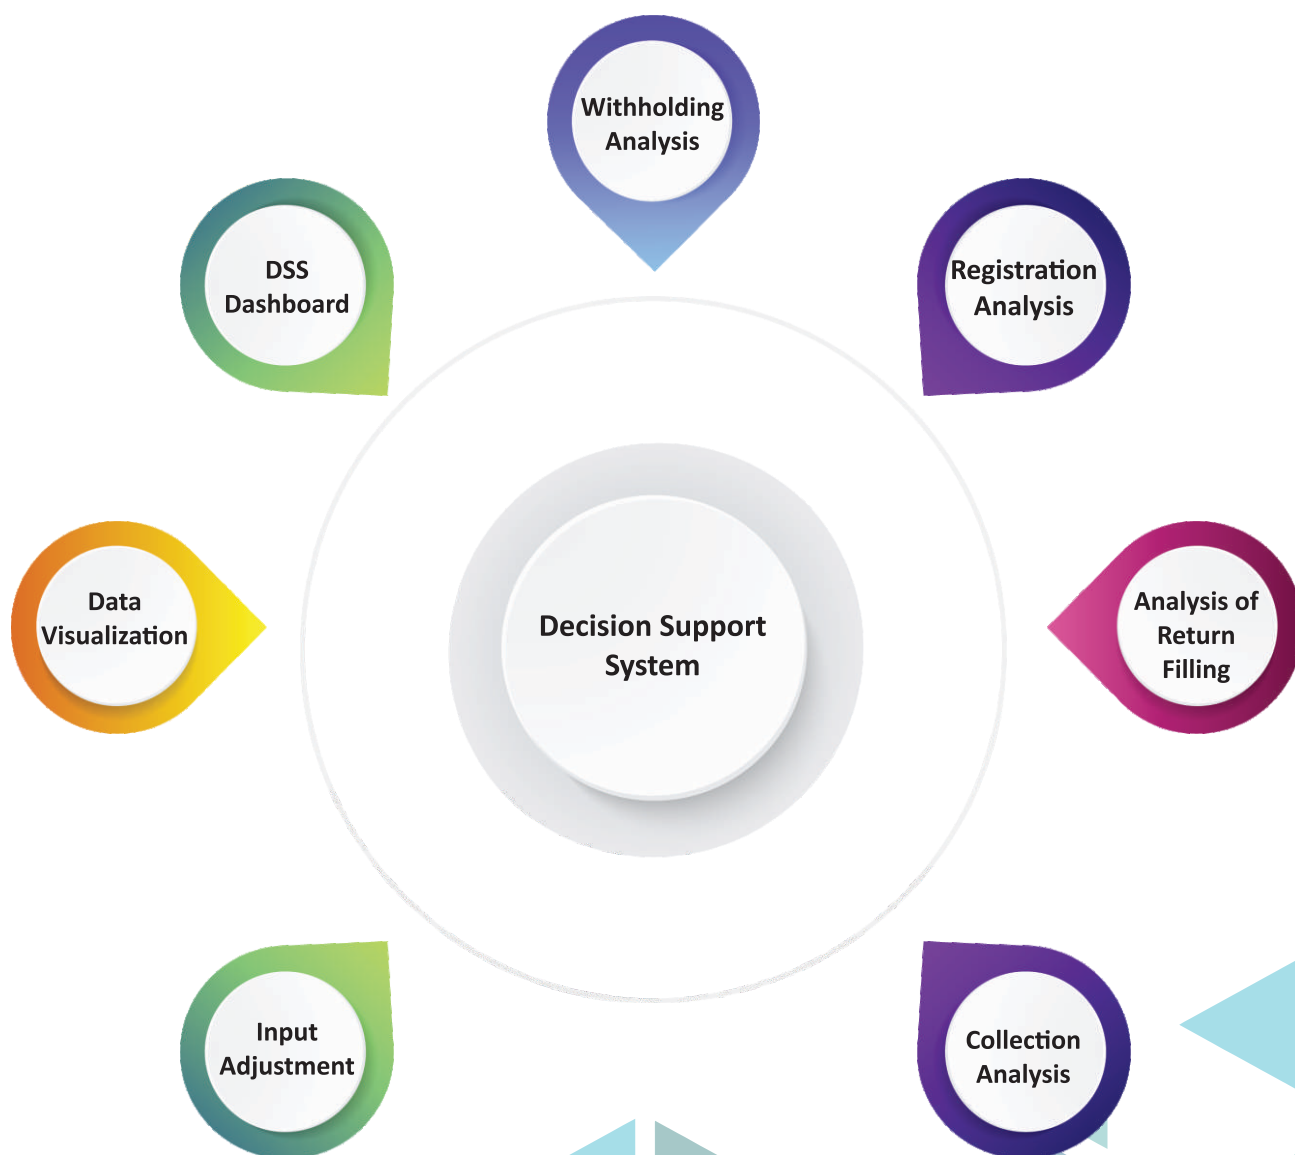 Withholding
Analysis
DSS
Dashboard
Registration
Analysis
Data
Visualization
Decision Support
System
Analysis of
Return
Filling
Input
Adjustment
Collection
Analysis